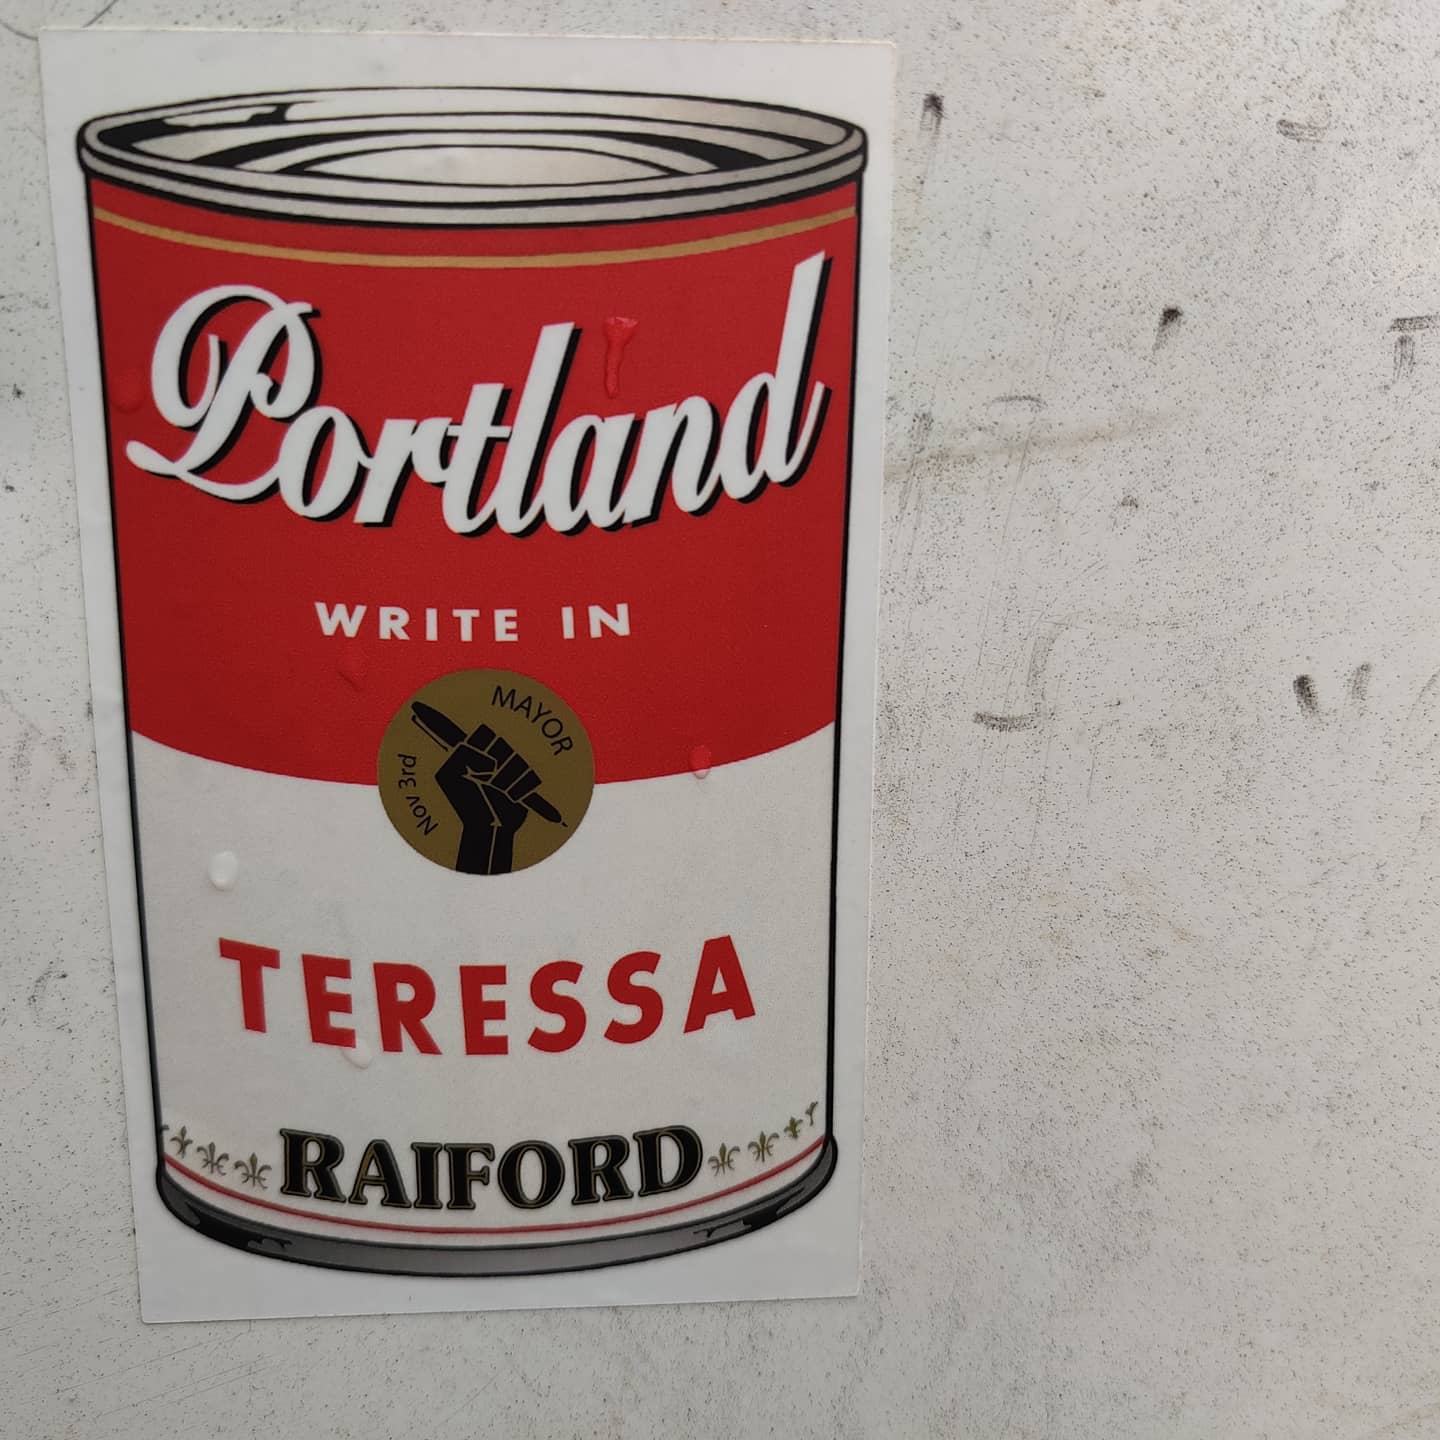 Portland
WRITE IN
MAYOR
Nov 3rd
TERESSA
RAIFORD